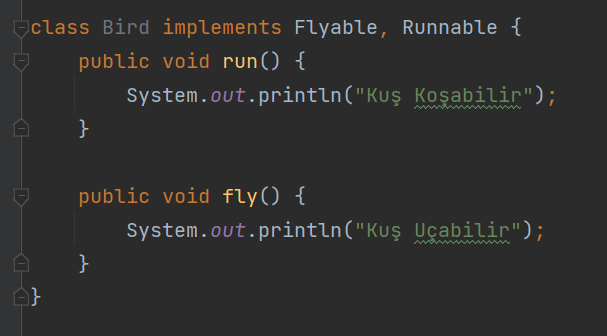 class Bird implements Flyable, Runnable {
public void run() {
System.out.println("Kuş Koşabilir");
}
public void fly() {
System.out.println("Kuş Uçabilir");
}
}